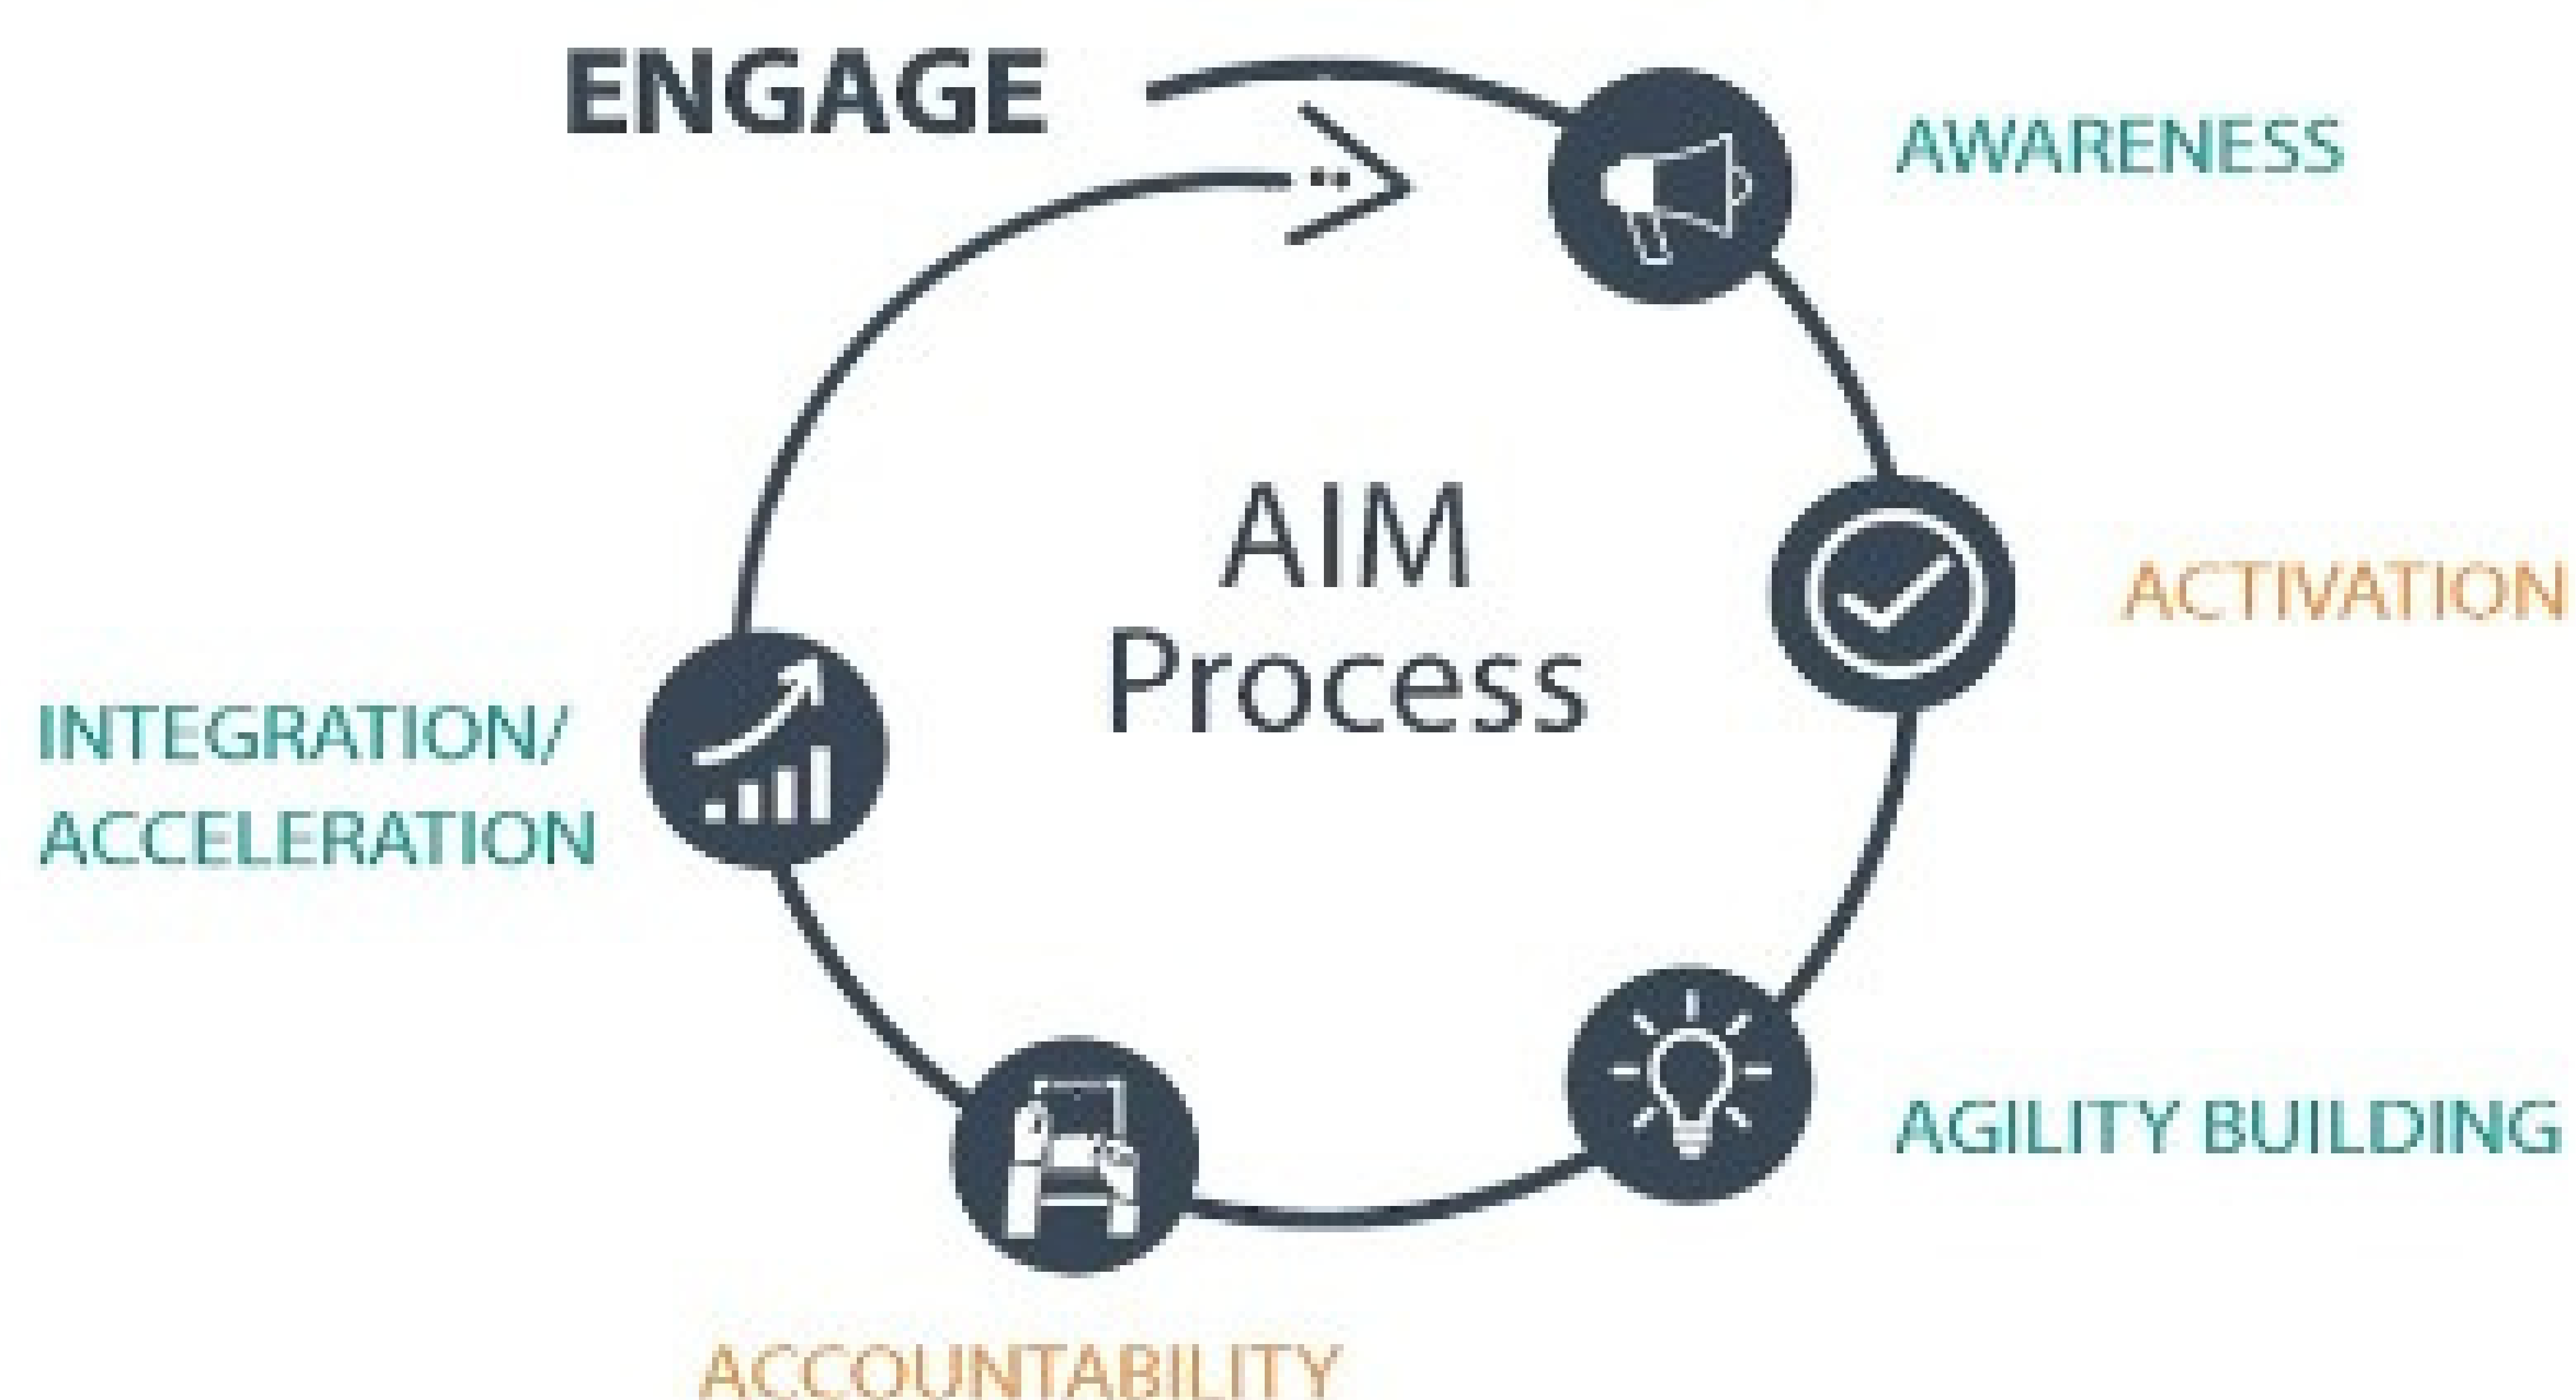 ENGAGE
AWARENESS
AIM
Process
ACTIVATION
INTEGRATION/
ACCELERATION
AGILITY BUILDING
ACCOUNTABILITY